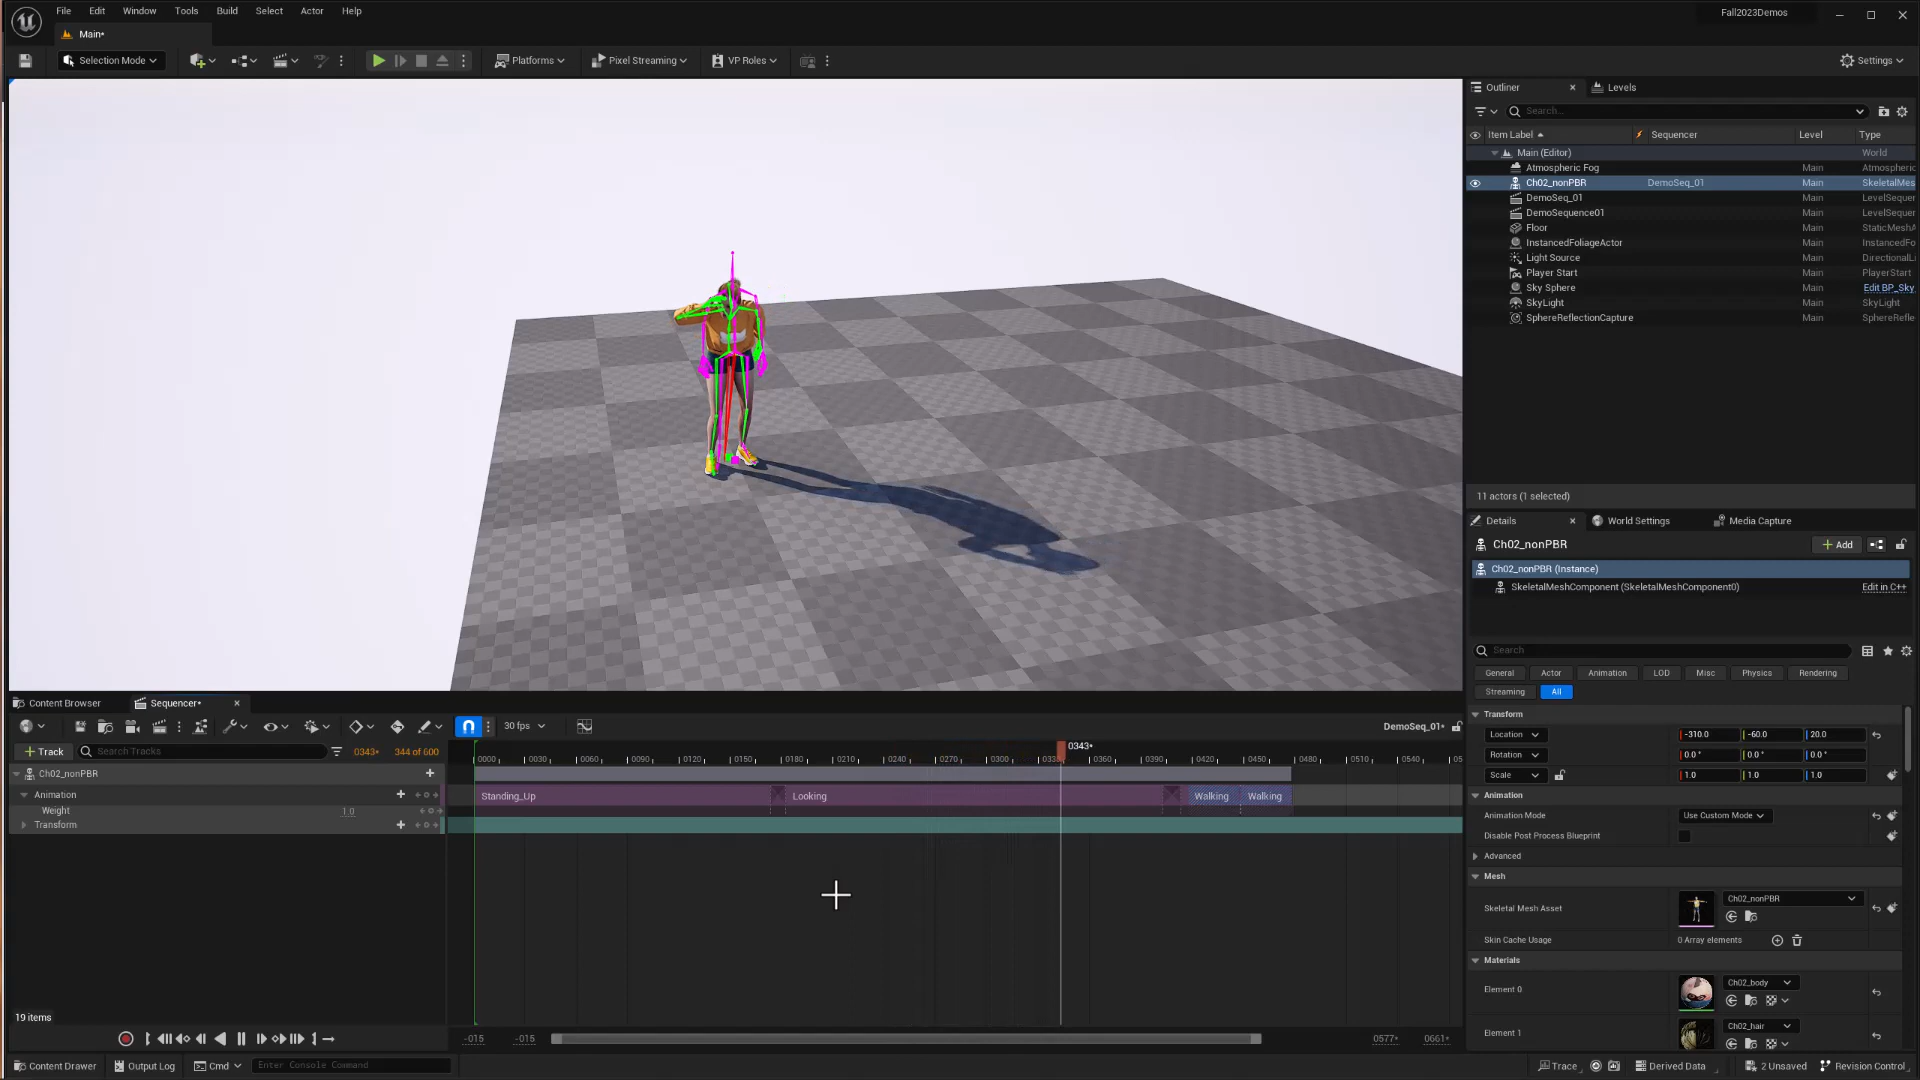 File Edit Window Tools Build Select Actor Help
Fall2023Demos
Main*
Selection Mode
Platforms
Pixel Streaming
VP Roles
Settings
Outliner
Levels
Search...
Item Label
Sequencer
Level
Type
Main (Editor)
World
Atmospheric Fog
Main
Atmospheric
Ch02_nonPBR
DemoSeq_01
Main
SkeletalMes
DemoSeq_01
Main
LevelSequer
DemoSequence01
Main
LevelSequer
Floor
Main
StaticMeshA
InstancedFoliageActor
Main
InstancedFo
Light Source
Main
DirectionalLi
Player Start
Main
PlayerStart
Sky Sphere
Main
Edit BP_Sky
SkyLight
Main
SkyLight
SphereReflectionCapture
Main
SphereRefle
11 actors (1 selected)
Details
World Settings
Media Capture
Ch02_nonPBR
Add
Ch02_nonPBR (Instance)
SkeletalMeshComponent (SkeletalMeshComponent0)
Edit in C++
Search
General Actor Animation LOD Misc Physics Rendering
Streaming All
Transform
Location -310.0 -60.0 20.0
Rotation 0.0° 0.0° 0.0°
Scale 1.0 1.0 1.0
Animation
Animation Mode
Use Custom Mode
Disable Post Process Blueprint
Advanced
Mesh
Skeletal Mesh Asset
Ch02_nonPBR
Skin Cache Usage
0 Array elements
Materials
Element 0
Ch02_body
Element 1
Ch02_hair
Content Browser
Sequencer*
30 fps
DemoSeq_01*
+ Track
Search Tracks
0343*
344 of 600
0343*
0000 0030 0060 0090 0120 0150 0180 0210 0240 0270 0300 0330 0360 0390 0420 0450 0480 0510 0540 05
Ch02_nonPBR
Animation
Standing_Up
Looking
Walking
Walking
Weight
1.0
Transform
19 items
-015
-015
0577*
0661*
Content Drawer
Output Log
Cmd
Enter Console Command
Trace
Derived Data
2 Unsaved
Revision Control